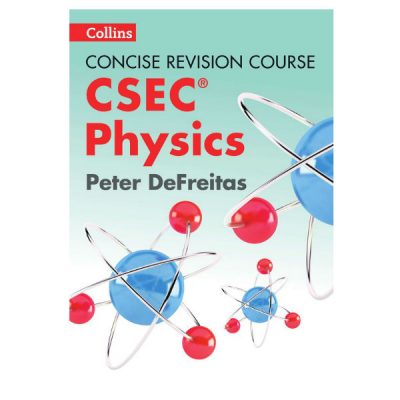 Collins
CONCISE REVISION COURSE
CSEC®
Physics
Peter DeFreitas